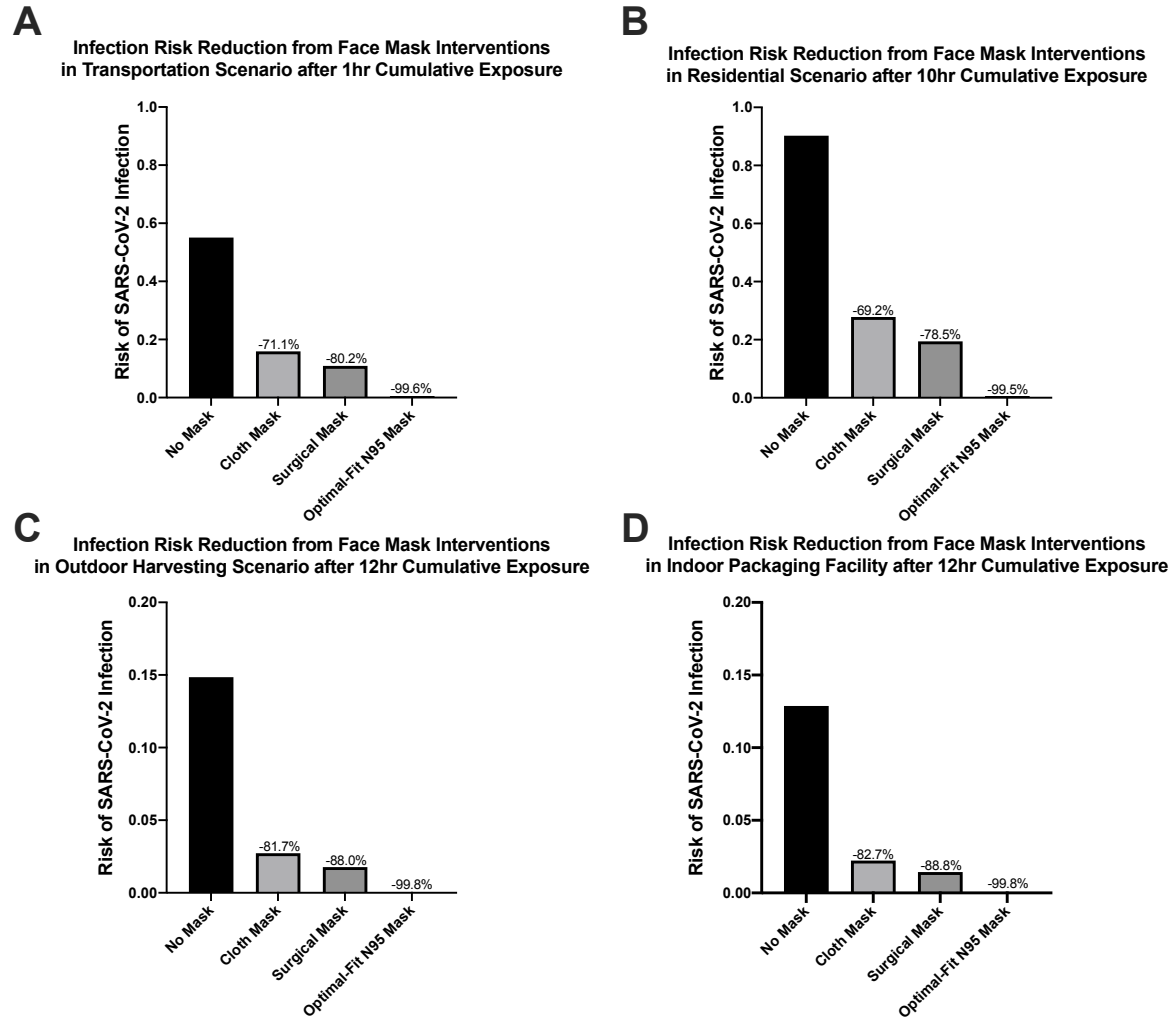 A
Infection Risk Reduction from Face Mask Interventions
in Transportation Scenario after 1hr Cumulative Exposure
Risk of SARS-CoV-2 Infection
1.0
0.8
0.6
0.4
0.2
0.0
-71.1%
-80.2%
-99.6%
No Mask
Cloth Mask
Surgical Mask
Optimal-Fit N95 Mask
B
Infection Risk Reduction from Face Mask Interventions
in Residential Scenario after 10hr Cumulative Exposure
Risk of SARS-CoV-2 Infection
1.0
0.8
0.6
0.4
0.2
0.0
-69.2%
-78.5%
-99.5%
No Mask
Cloth Mask
Surgical Mask
Optimal-Fit N95 Mask
C
Infection Risk Reduction from Face Mask Interventions
in Outdoor Harvesting Scenario after 12hr Cumulative Exposure
Risk of SARS-CoV-2 Infection
0.20
0.15
0.10
0.05
0.00
-81.7%
-88.0%
-99.8%
No Mask
Cloth Mask
Surgical Mask
Optimal-Fit N95 Mask
D
Infection Risk Reduction from Face Mask Interventions
in Indoor Packaging Facility after 12hr Cumulative Exposure
Risk of SARS-CoV-2 Infection
0.20
0.15
0.10
0.05
0.00
-82.7%
-88.8%
-99.8%
No Mask
Cloth Mask
Surgical Mask
Optimal-Fit N95 Mask